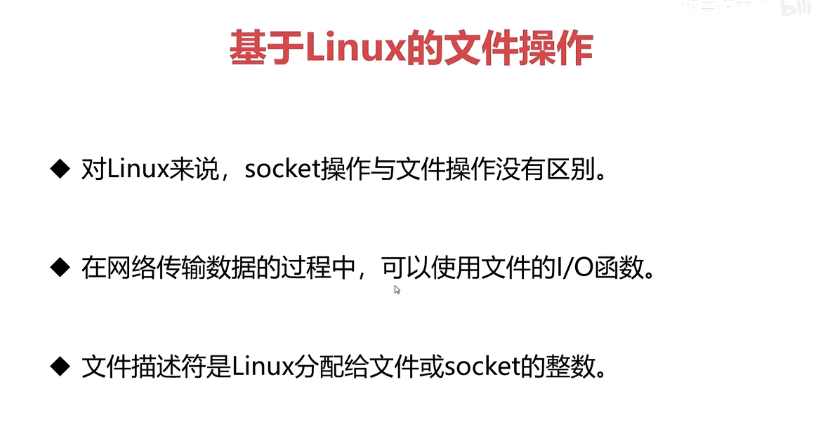 基于Linux的文件操作
◆ 对Linux来说，socket操作与文件操作没有区别。
◆ 在网络传输数据的过程中，可以使用文件的I/O函数。
◆ 文件描述符是Linux分配给文件或socket的整数。